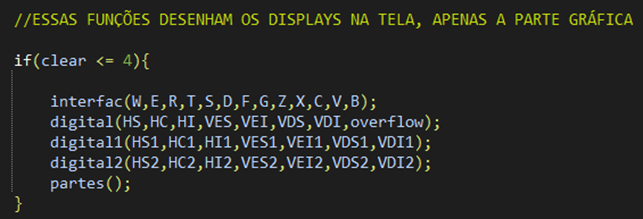 //ESSAS FUNÇÕES DESENHAM OS DISPLAYS NA TELA, APENAS A PARTE GRÁFICA
if(clear <= 4){
interfac(W,E,R,T,S,D,F,G,Z,X,C,V,B);
digital(HS,HC,HI,VES,VEI,VDS,VDI,overflow);
digital1(HS1,HC1,HI1,VES1,VEI1,VDS1,VDI1);
digital2(HS2,HC2,HI2,VES2,VEI2,VDS2,VDI2);
partes();
}